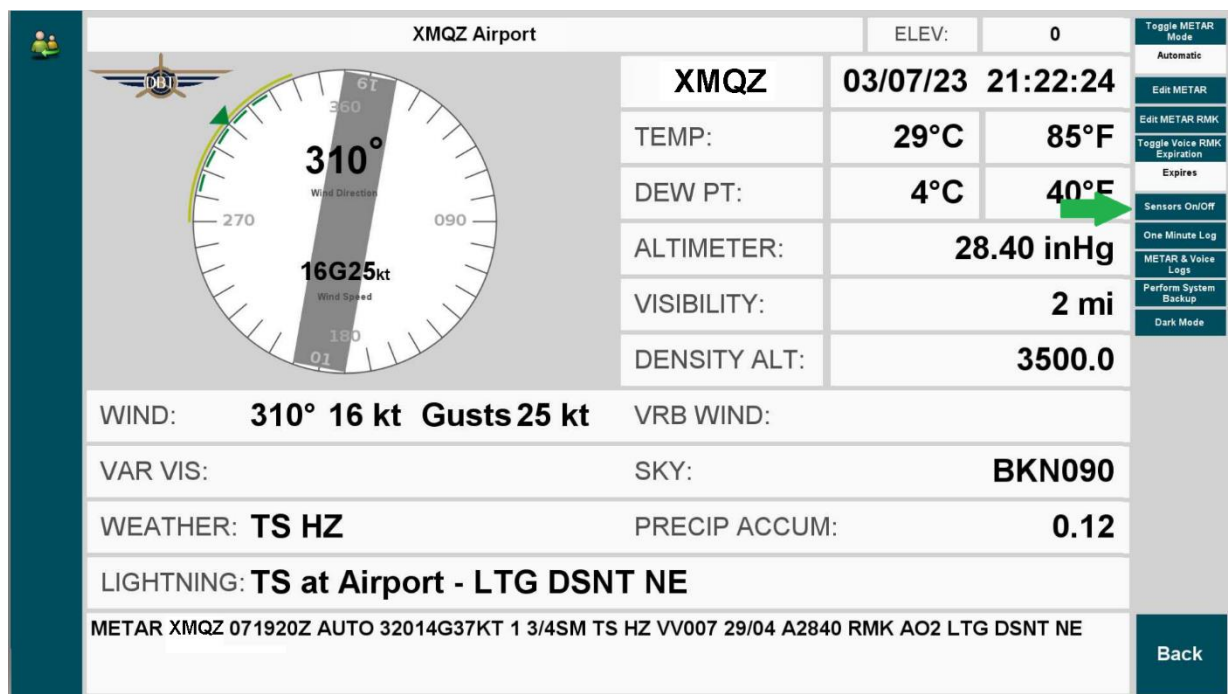 XMQZ Airport ELEV: 0
DBT
XMQZ 03/07/23 21:22:24
TEMP: 29°C 85°F
DEW PT: 4°C 40°F
ALTIMETER: 28.40 inHg
VISIBILITY: 2 mi
DENSITY ALT: 3500.0
19
360
310°
Wind Direction
270 090
16G25kt
Wind Speed
180
01
WIND: 310° 16 kt Gusts 25 kt VRB WIND:
VAR VIS: SKY: BKN090
WEATHER: TS HZ PRECIP ACCUM: 0.12
LIGHTNING: TS at Airport - LTG DSNT NE
METAR XMQZ 071920Z AUTO 32014G37KT 1 3/4SM TS HZ VV007 29/04 A2840 RMK AO2 LTG DSNT NE
Toggle METAR
Mode
Automatic
Edit METAR
Edit METAR RMK
Toggle Voice RMK
Expiration
Expires
Sensors On/Off
One Minute Log
METAR & Voice
Logs
Perform System
Backup
Dark Mode
Back